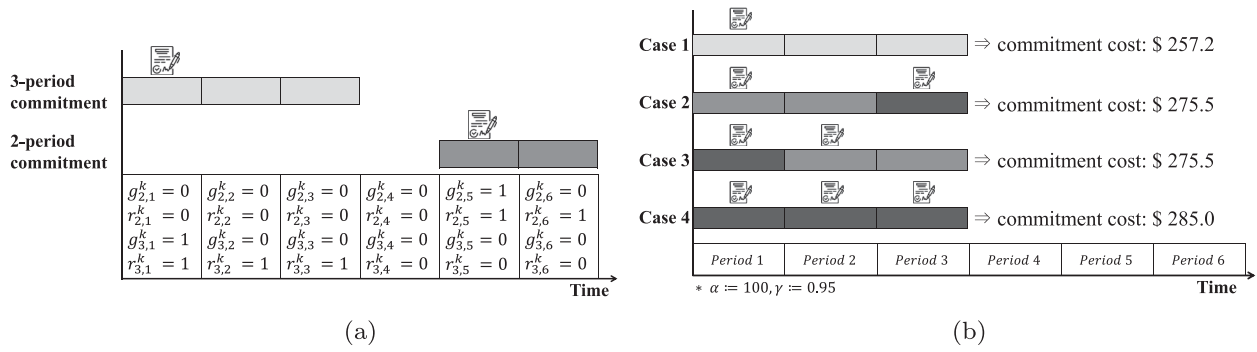 3-period
commitment
2-period
commitment
g^k_{2,1} = 0 g^k_{2,2} = 0 g^k_{2,3} = 0 g^k_{2,4} = 0 g^k_{2,5} = 1 g^k_{2,6} = 0
r^k_{2,1} = 0 r^k_{2,2} = 0 r^k_{2,3} = 0 r^k_{2,4} = 0 r^k_{2,5} = 1 r^k_{2,6} = 1
g^k_{3,1} = 1 g^k_{3,2} = 0 g^k_{3,3} = 0 g^k_{3,4} = 0 g^k_{3,5} = 0 g^k_{3,6} = 0
r^k_{3,1} = 1 r^k_{3,2} = 1 r^k_{3,3} = 1 r^k_{3,4} = 0 r^k_{3,5} = 0 r^k_{3,6} = 0
Time
(a)
Case 1 ⇒ commitment cost: $ 257.2
Case 2 ⇒ commitment cost: $ 275.5
Case 3 ⇒ commitment cost: $ 275.5
Case 4 ⇒ commitment cost: $ 285.0
Period 1 Period 2 Period 3 Period 4 Period 5 Period 6
* α ≔ 100, γ ≔ 0.95 Time
(b)